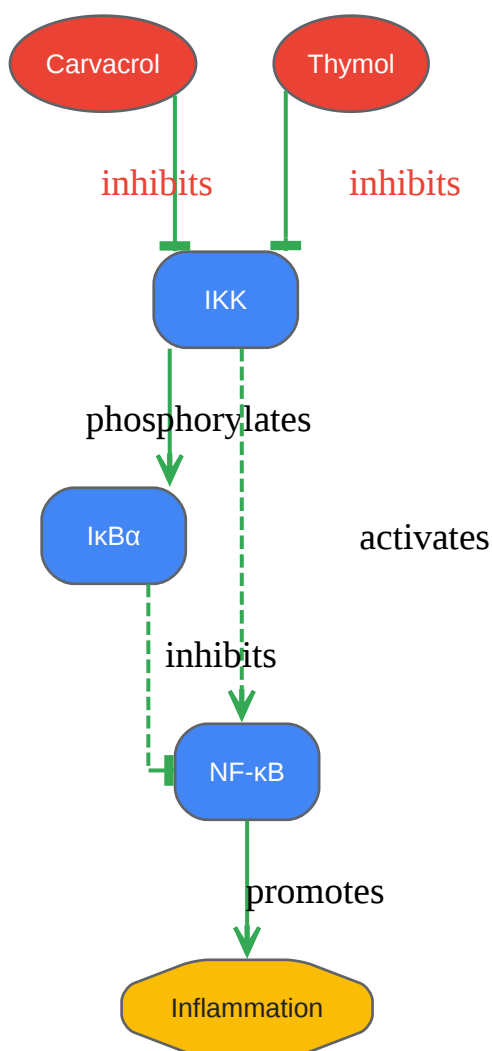 Carvacrol
Thymol
inhibits
inhibits
IKK
phosphorylates
IκBα
activates
inhibits
NF-κB
promotes
Inflammation